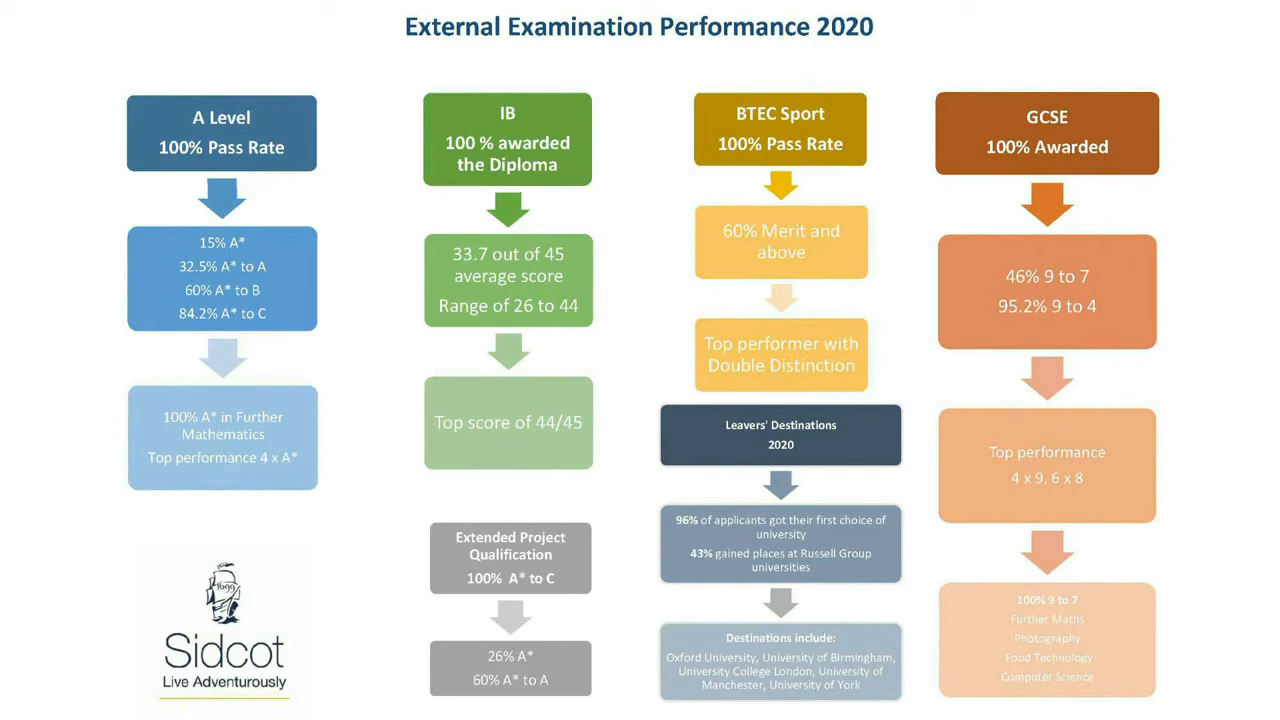 External Examination Performance 2020
A Level
100% Pass Rate
15% A*
32.5% A* to A
60% A* to B
84.2% A* to C
100% A* in Further
Mathematics
Top performance 4 x A*
1699
Sidcot
Live Adventurously
IB
100 % awarded
the Diploma
33.7 out of 45
average score
Range of 26 to 44
Top score of 44/45
Extended Project
Qualification
100% A* to C
26% A*
60% A* to A
BTEC Sport
100% Pass Rate
60% Merit and
above
Top performer with
Double Distinction
Leavers' Destinations
2020
96% of applicants got their first choice of
university
43% gained places at Russell Group
universities
Destinations include:
Oxford University, University of Birmingham,
University College London, University of
Manchester, University of York
GCSE
100% Awarded
46% 9 to 7
95.2% 9 to 4
Top performance
4 x 9, 6 x 8
100% 9 to 7
Further Maths
Photography
Food Technology
Computer Science